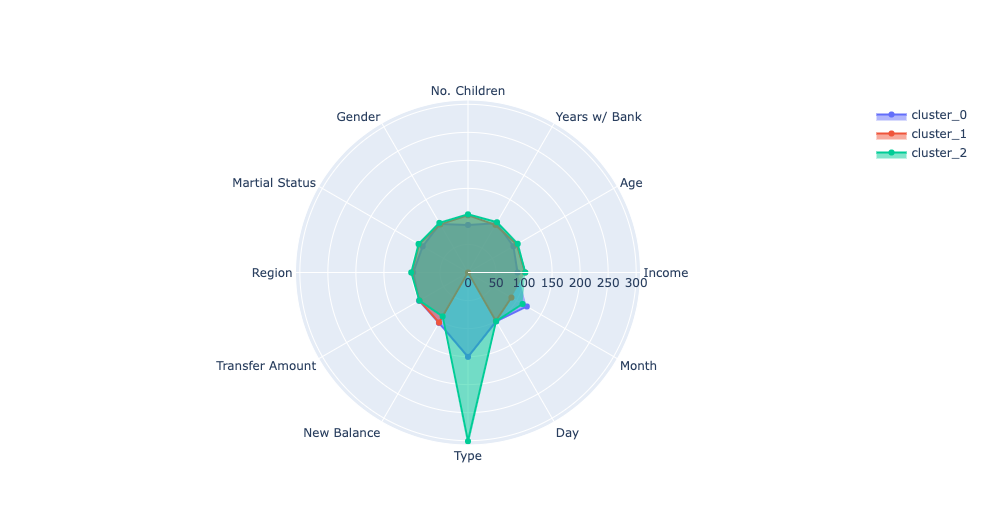 No. Children
Gender
Years w/ Bank
cluster_0
cluster_1
cluster_2
Martial Status
Age
Region
Income
0 50 100 150 200 250 300
Transfer Amount
Month
New Balance
Day
Type